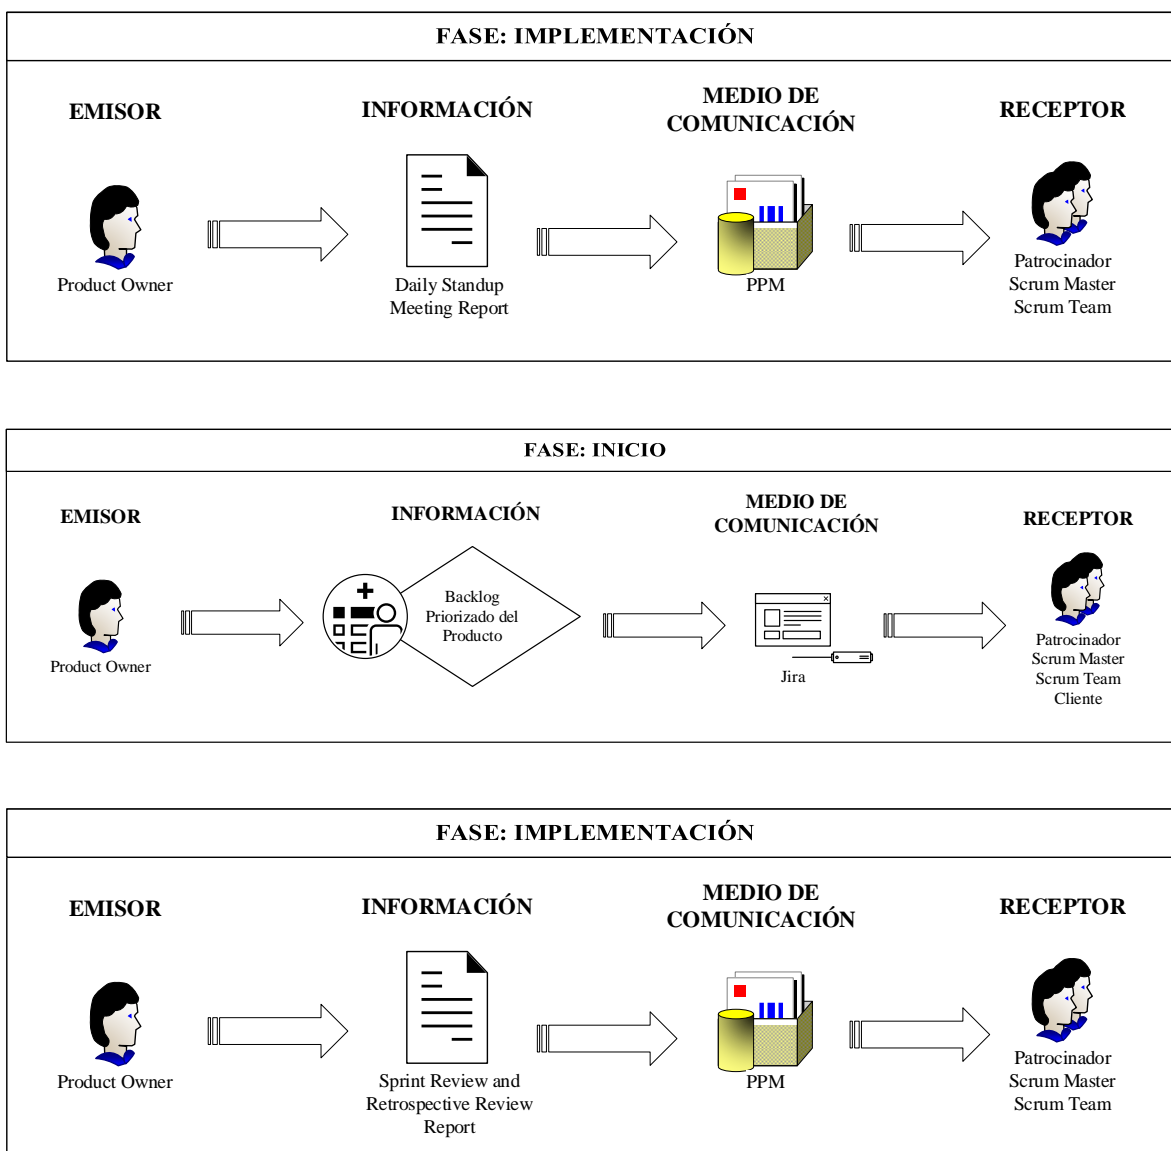 FASE: IMPLEMENTACIÓN
EMISOR
INFORMACIÓN
MEDIO DE
COMUNICACIÓN
RECEPTOR
Product Owner
Daily Standup
Meeting Report
PPM
Patrocinador
Scrum Master
Scrum Team
FASE: INICIO
EMISOR
INFORMACIÓN
MEDIO DE
COMUNICACIÓN
RECEPTOR
Product Owner
Backlog
Priorizado del
Producto
Jira
Patrocinador
Scrum Master
Scrum Team
Cliente
FASE: IMPLEMENTACIÓN
EMISOR
INFORMACIÓN
MEDIO DE
COMUNICACIÓN
RECEPTOR
Product Owner
Sprint Review and
Retrospective Review
Report
PPM
Patrocinador
Scrum Master
Scrum Team